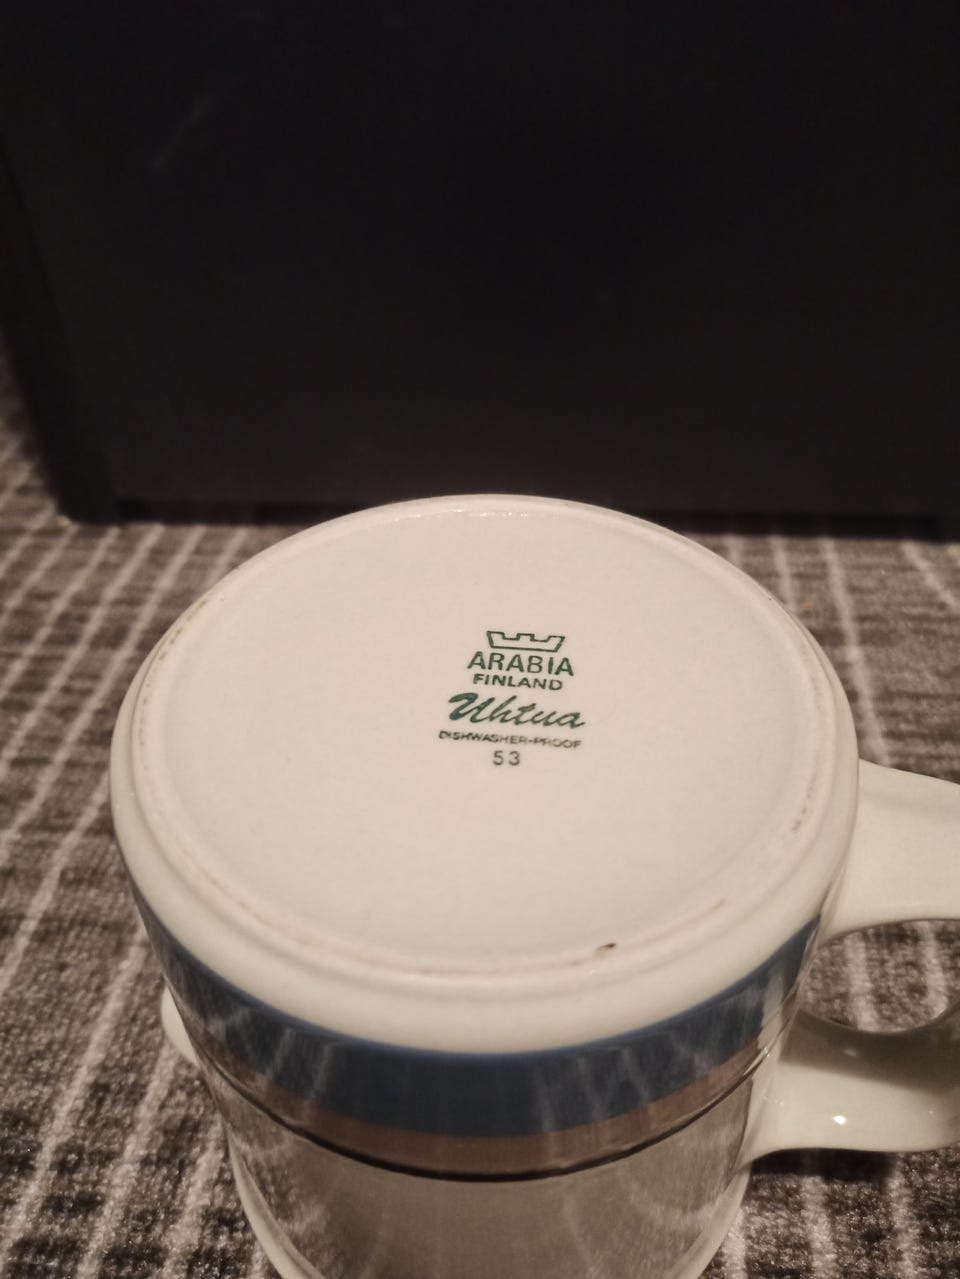 ARABIA
FINLAND
Uhtua
DISHWASHER-PROOF
53